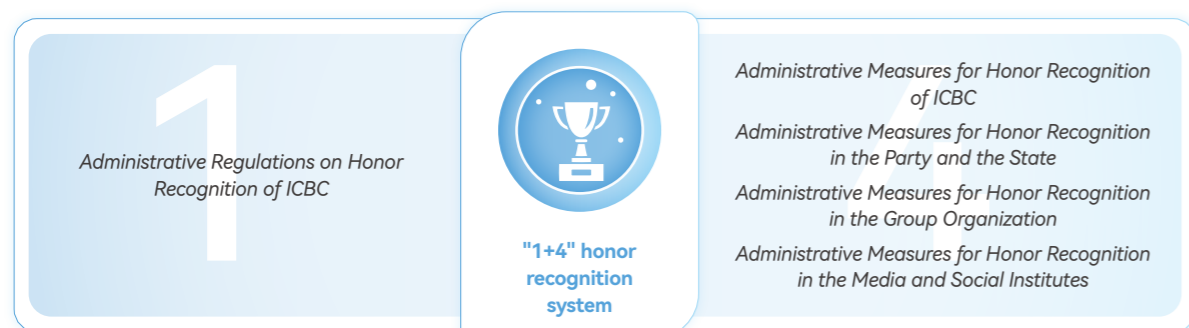 1
Administrative Regulations on Honor
Recognition of ICBC
"1+4" honor
recognition
system
4
Administrative Measures for Honor Recognition
of ICBC
Administrative Measures for Honor Recognition
in the Party and the State
Administrative Measures for Honor Recognition
in the Group Organization
Administrative Measures for Honor Recognition
in the Media and Social Institutes